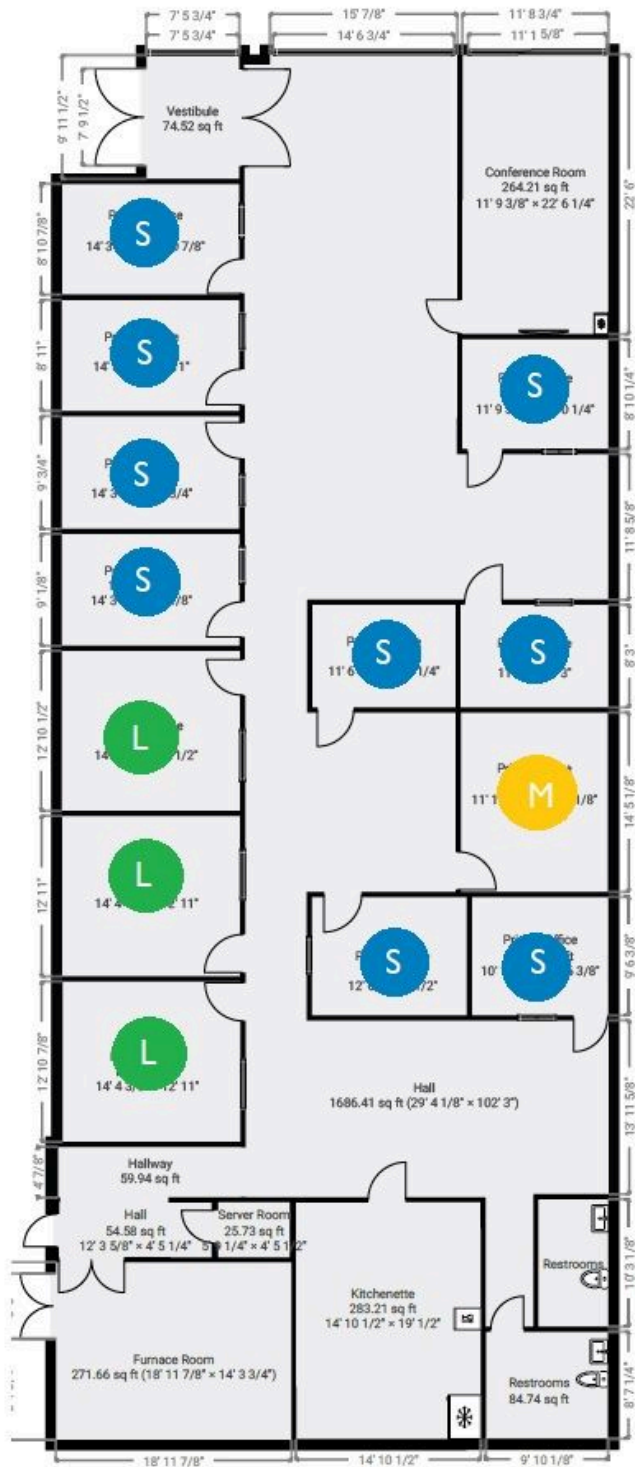 7' 5 3/4"
15' 7/8"
11' 8 3/4"
7' 5 3/4"
14' 6 3/4"
11' 1 5/8"
9' 11 1/2"
7' 9 1/2"
Vestibule
74.52 sq ft
Conference Room
264.21 sq ft
11' 9 3/8" × 22' 6 1/4"
22' 6"
8' 10 7/8"
S
8' 11"
S
S
8' 10 1/4"
9' 3/4"
S
11' 8 5/8"
9' 1/8"
S
S
S
8' 3"
12' 10 1/2"
L
M
14' 5 1/8"
12' 11"
L
S
S
9' 6 3/8"
12' 10 7/8"
L
Hall
1686.41 sq ft (29' 4 1/8" × 102' 3")
13' 11 5/8"
4' 7/8"
Hallway
59.94 sq ft
Hall
54.58 sq ft
12' 3 5/8" × 4' 5 1/4"
Server Room
25.73 sq ft
Restrooms
10' 3 1/8"
Kitchenette
283.21 sq ft
14' 10 1/2" × 19' 1/2"
Furnace Room
271.66 sq ft (18' 11 7/8" × 14' 3 3/4")
Restrooms
84.74 sq ft
8' 7 1/4"
18' 11 7/8"
14' 10 1/2"
9' 10 1/8"